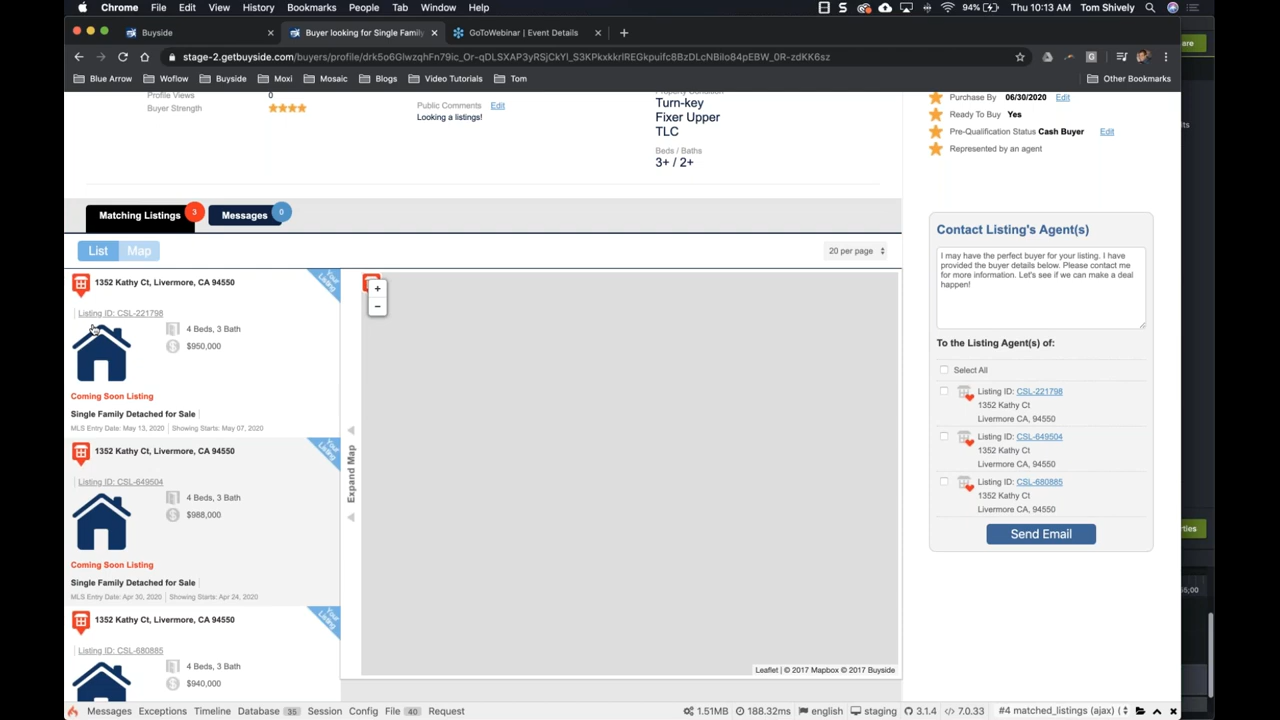 Chrome File Edit View History Bookmarks People Tab Window Help
94% Thu 10:13 AM Tom Shively
Buyside
Buyer looking for Single Family
GoToWebinar | Event Details
stage-2.getbuyside.com/buyers/profile/
Blue Arrow Woflow Buyside Moxi Mosaic Blogs Video Tutorials Tom Other Bookmarks
Profile Views 0
Buyer Strength
Public Comments Edit
Looking a listings!
Property Condition
Turn-key
Fixer Upper
TLC
Beds / Baths
3+ / 2+
Purchase By 06/30/2020 Edit
Ready To Buy Yes
Pre-Qualification Status Cash Buyer Edit
Represented by an agent
Matching Listings 3
Messages 0
List Map
20 per page
1352 Kathy Ct, Livermore, CA 94550
Your Listing
Listing ID: CSL-221798
4 Beds, 3 Bath
$950,000
Coming Soon Listing
Single Family Detached for Sale
MLS Entry Date: May 13, 2020 | Showing Starts: May 07, 2020
1352 Kathy Ct, Livermore, CA 94550
Your Listing
Listing ID: CSL-649504
4 Beds, 3 Bath
$988,000
Coming Soon Listing
Single Family Detached for Sale
MLS Entry Date: Apr 30, 2020 | Showing Starts: Apr 24, 2020
1352 Kathy Ct, Livermore, CA 94550
Your Listing
Listing ID: CSL-680885
4 Beds, 3 Bath
$940,000
+
−
Expand Map
Leaflet | © 2017 Mapbox © 2017 Buyside
Contact Listing's Agent(s)
I may have the perfect buyer for your listing. I have
provided the buyer details below. Please contact me
for more information. Let's see if we can make a deal
happen!
To the Listing Agent(s) of:
Select All
Listing ID: CSL-221798
1352 Kathy Ct
Livermore CA, 94550
Listing ID: CSL-649504
1352 Kathy Ct
Livermore CA, 94550
Listing ID: CSL-680885
1352 Kathy Ct
Livermore CA, 94550
Send Email
Messages Exceptions Timeline Database 35 Session Config File 40 Request
1.51MB 188.32ms english staging 3.1.4 7.0.33 #4 matched_listings (ajax) (